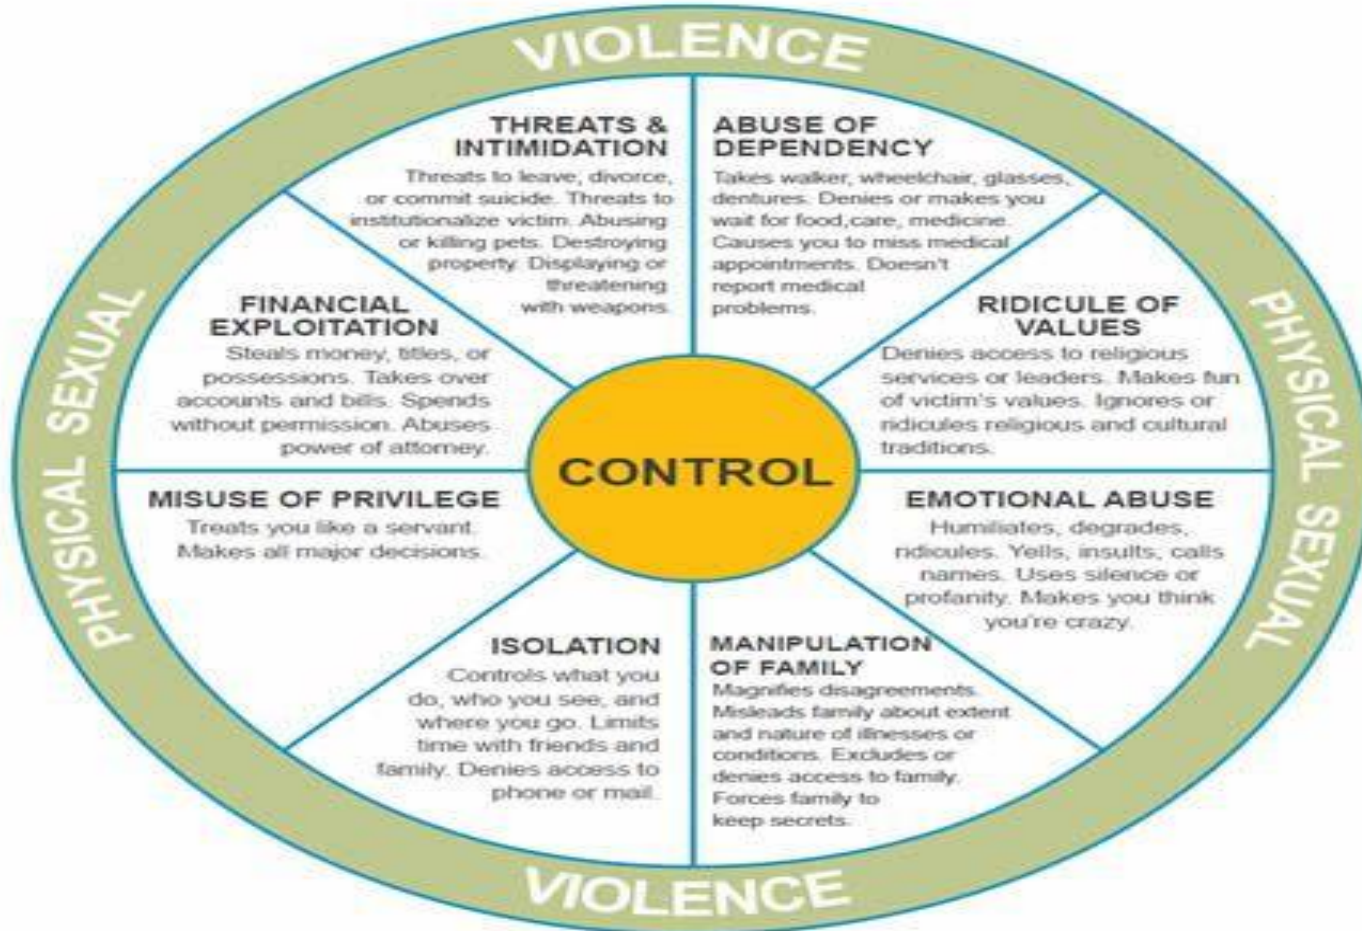 VIOLENCE
THREATS &
INTIMIDATION
Threats to leave, divorce,
or commit suicide. Threats to
institutionalize victim. Abusing
or killing pets. Destroying
property. Displaying or
threatening
with weapons.
ABUSE OF
DEPENDENCY
Takes walker, wheelchair, glasses,
dentures. Denies or makes you
wait for food,care, medicine.
Causes you to miss medical
appointments. Doesn't
report medical
problems.
FINANCIAL
EXPLOITATION
Steals money, titles, or
possessions. Takes over
accounts and bills. Spends
without permission. Abuses
power of attorney.
RIDICULE OF
VALUES
Denies access to religious
services or leaders. Makes fun
of victim's values. Ignores or
ridicules religious and cultural
traditions.
PHYSICAL SEXUAL
CONTROL
PHYSICAL SEXUAL
MISUSE OF PRIVILEGE
Treats you like a servant.
Makes all major decisions.
EMOTIONAL ABUSE
Humiliates, degrades,
ridicules. Yells, insults, calls
names. Uses silence or
profanity. Makes you think
you're crazy.
ISOLATION
Controls what you
do, who you see, and
where you go. Limits
time with friends and
family. Denies access to
phone or mail.
MANIPULATION
OF FAMILY
Magnifies disagreements.
Misleads family about extent
and nature of illnesses or
conditions. Excludes or
denies access to family.
Forces family to
keep secrets.
VIOLENCE